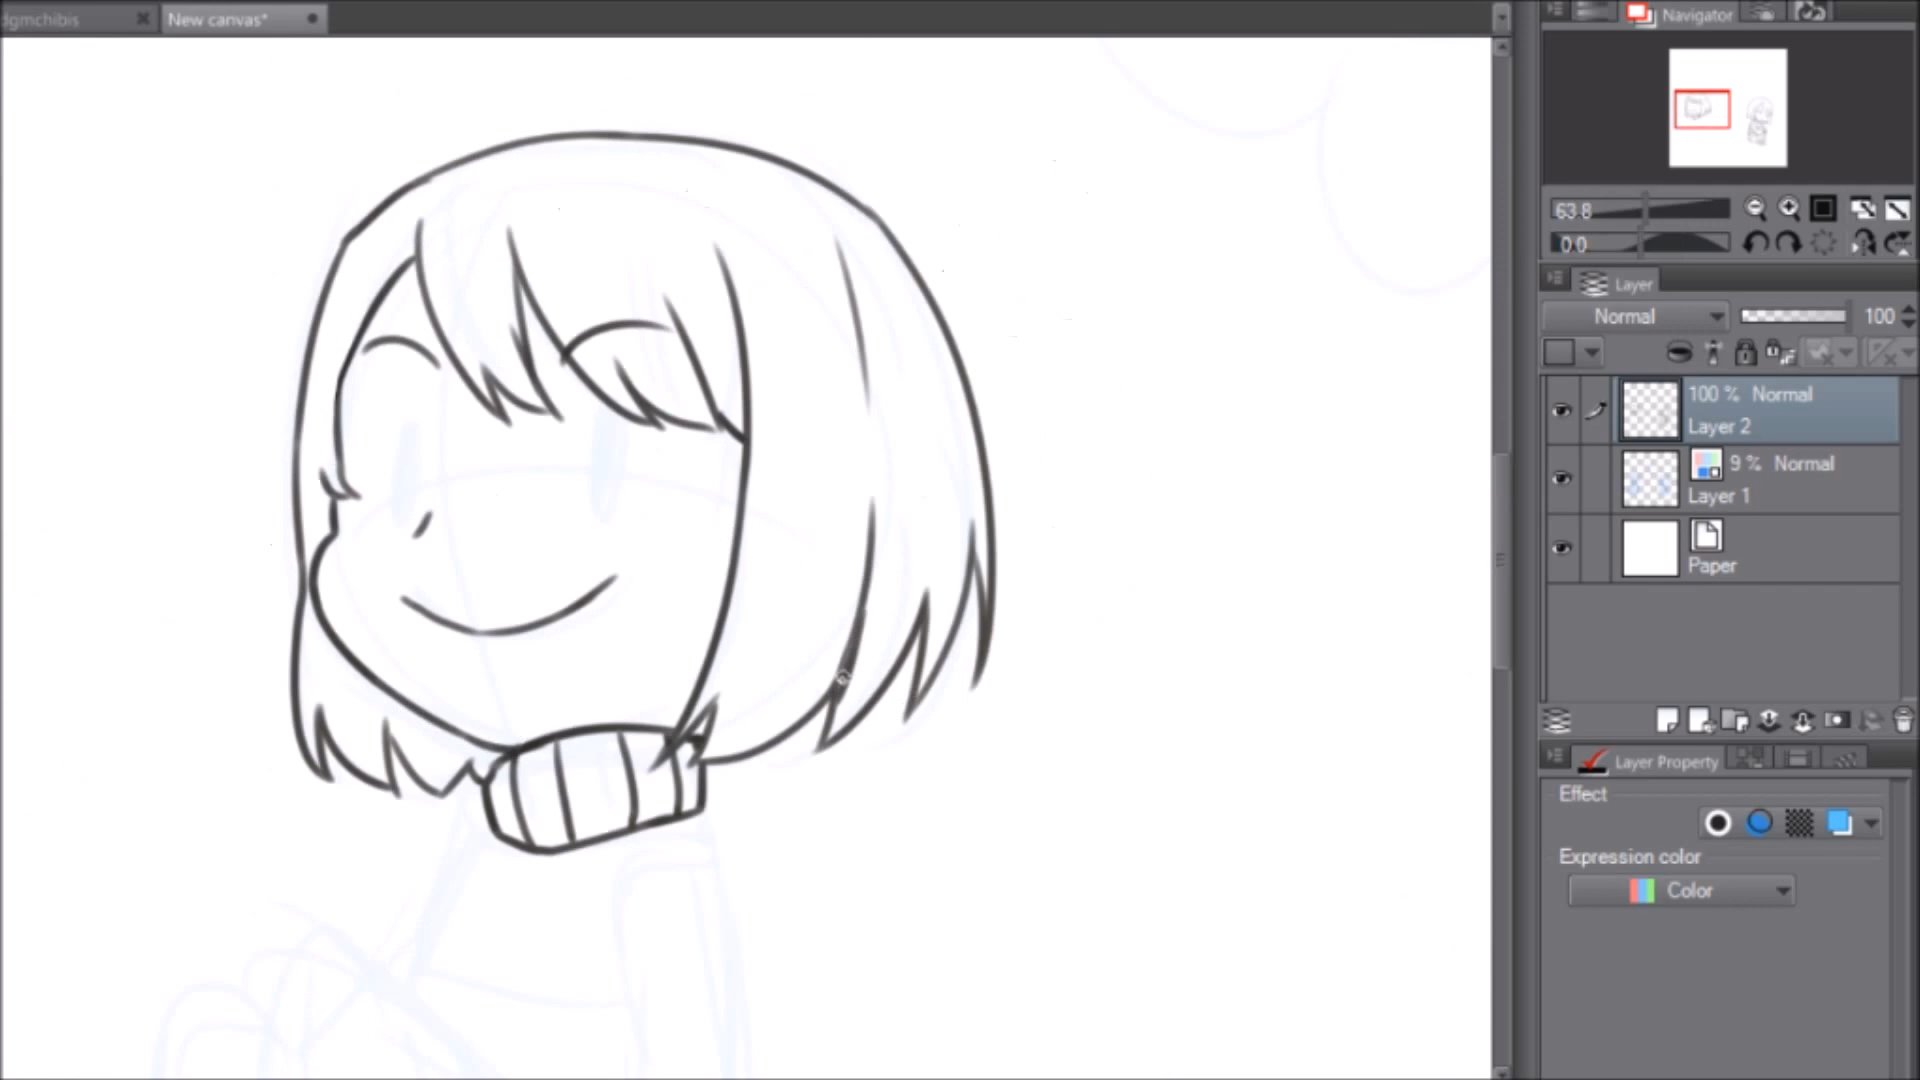 dgmchibis
New canvas*
Navigator
63.8
0.0
Layer
Normal
100
100 % Normal
Layer 2
9 % Normal
Layer 1
Paper
Layer Property
Effect
Expression color
Color